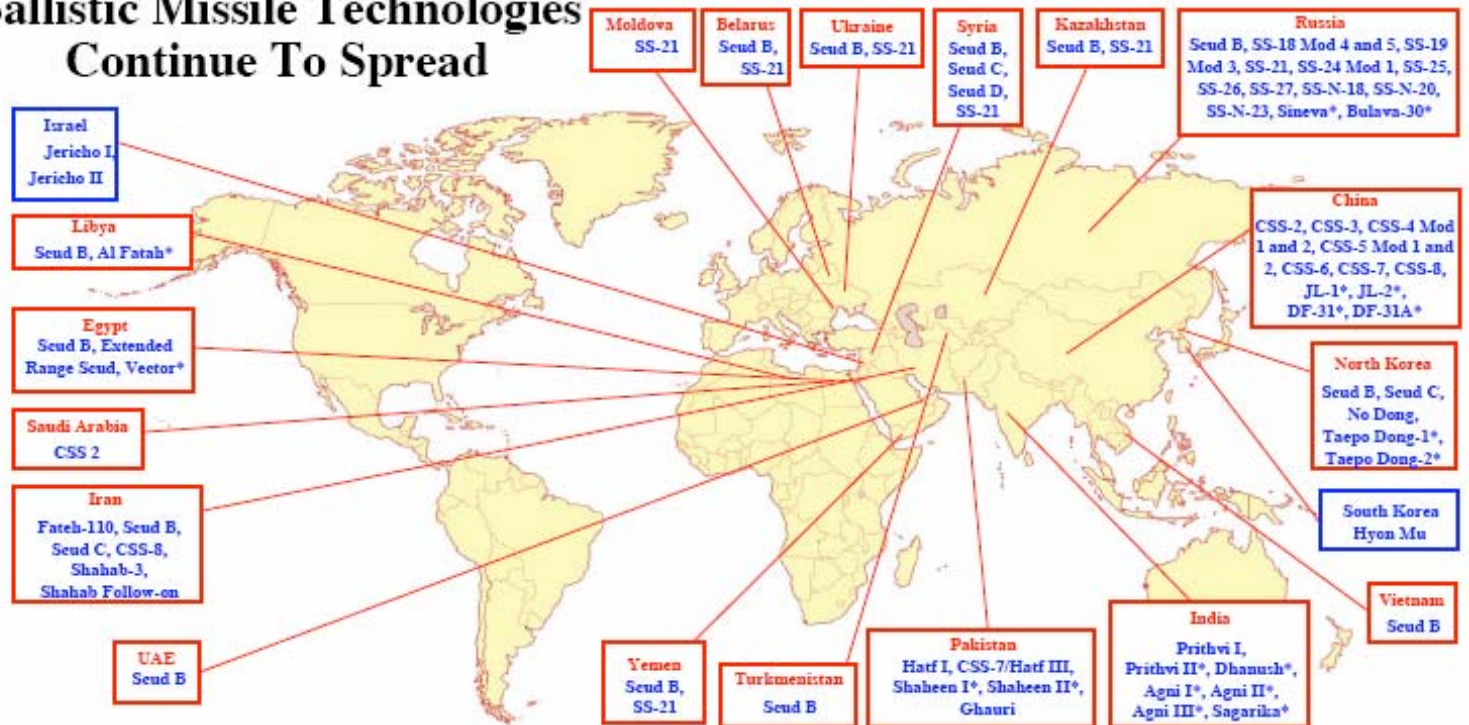 Ballistic Missile Technologies
Continue To Spread
Moldova
SS-21
Belarus
Scud B,
SS-21
Ukraine
Scud B, SS-21
Syria
Scud B,
Scud C,
Scud D,
SS-21
Kazakhstan
Scud B, SS-21
Russia
Scud B, SS-18 Mod 4 and 5, SS-19
Mod 3, SS-21, SS-24 Mod 1, SS-25,
SS-26, SS-27, SS-N-18, SS-N-20,
SS-N-23, Sineva*, Bulava-30*
Israel
Jericho I,
Jericho II
Libya
Scud B, Al Fatah*
Egypt
Scud B, Extended
Range Scud, Vector*
Saudi Arabia
CSS 2
Iran
Fateh-110, Scud B,
Scud C, CSS-8,
Shahab-3,
Shahab Follow-on
UAE
Scud B
Yemen
Scud B,
SS-21
Turkmenistan
Scud B
Pakistan
Hatf I, CSS-7/Hatf III,
Shaheen I*, Shaheen II*,
Ghauri
India
Prithvi I,
Prithvi II*, Dhanush*,
Agni I*, Agni II*,
Agni III*, Sagarika*
China
CSS-2, CSS-3, CSS-4 Mod
1 and 2, CSS-5 Mod 1 and
2, CSS-6, CSS-7, CSS-8,
JL-1*, JL-2*,
DF-31*, DF-31A*
North Korea
Scud B, Scud C,
No Dong,
Taepo Dong-1*,
Taepo Dong-2*
South Korea
Hyon Mu
Vietnam
Scud B